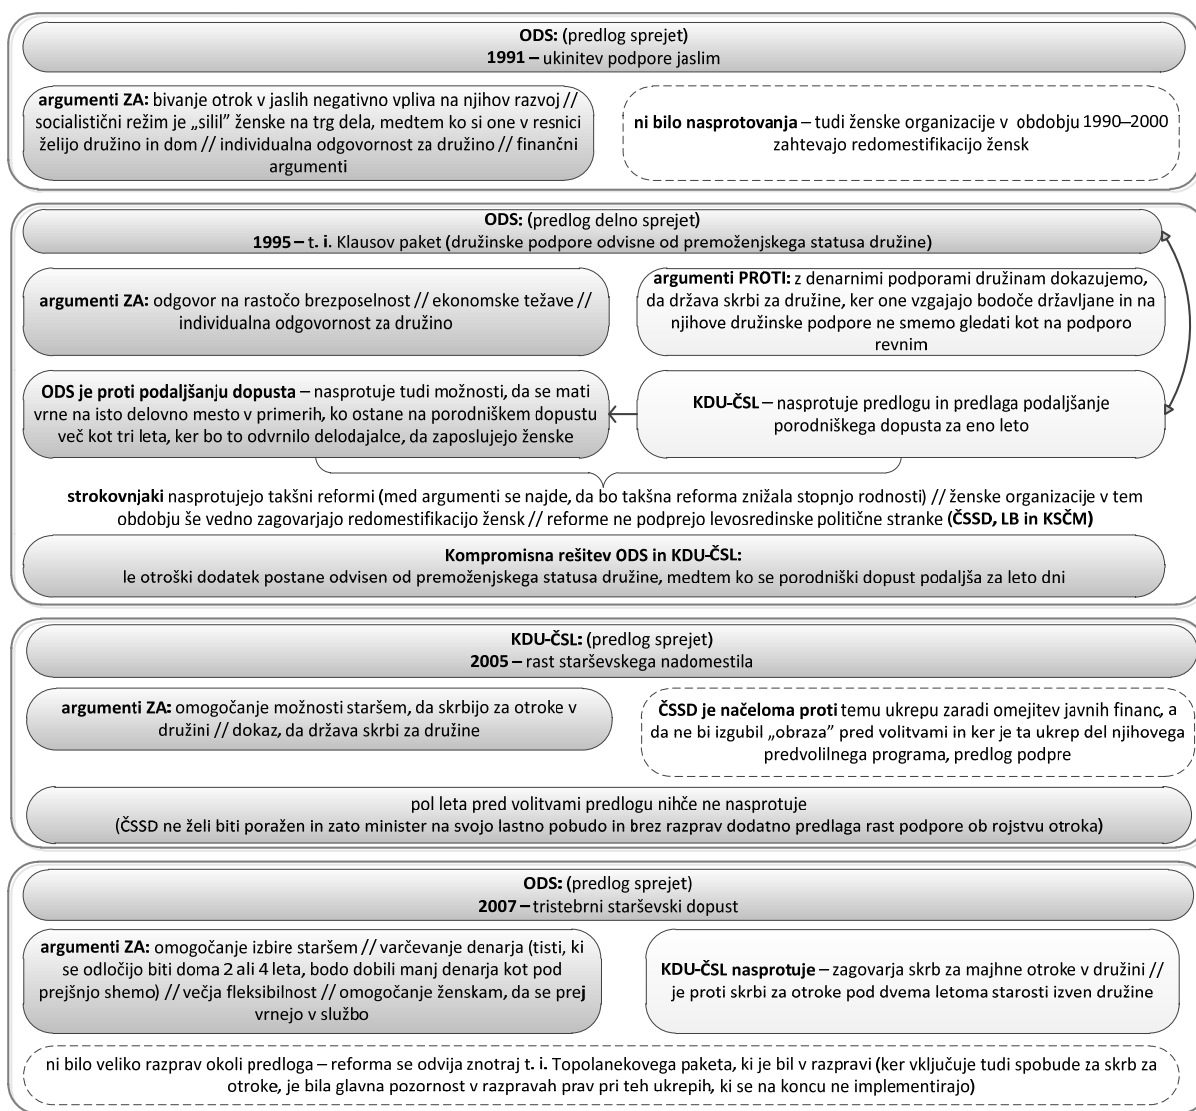 ODS: (predlog sprejet)
1991 – ukinitev podpore jaslim
argumenti ZA: bivanje otrok v jaslih negativno vpliva na njihov razvoj //
socialistični režim je „silil” ženske na trg dela, medtem ko si one v resnici
želijo družino in dom // individualna odgovornost za družino // finančni
argumenti
ni bilo nasprotovanja – tudi ženske organizacije v obdobju 1990–2000
zahtevajo redomestifikacijo žensk
ODS: (predlog delno sprejet)
1995 – t. i. Klausov paket (družinske podpore odvisne od premoženjskega statusa družine)
argumenti ZA: odgovor na rastočo brezposelnost // ekonomske težave //
individualna odgovornost za družino
argumenti PROTI: z denarnimi podporami družinam dokazujemo,
da država skrbi za družine, ker one vzgajajo bodoče državljane in na
njihove družinske podpore ne smemo gledati kot na podporo
revnim
ODS je proti podaljšanju dopusta – nasprotuje tudi možnosti, da se mati
vrne na isto delovno mesto v primerih, ko ostane na porodniškem dopustu
več kot tri leta, ker bo to odvrnilo delodajalce, da zaposlujejo ženske
KDU-ČSL – nasprotuje predlogu in predlaga podaljšanje
porodniškega dopusta za eno leto
strokovnjaki nasprotujejo takšni reformi (med argumenti se najde, da bo takšna reforma znižala stopnjo rodnosti) // ženske organizacije v tem
obdobju še vedno zagovarjajo redomestifikacijo žensk // reforme ne podprejo levosredinske politične stranke (ČSSD, LB in KSČM)
Kompromisna rešitev ODS in KDU-ČSL:
le otroški dodatek postane odvisen od premoženjskega statusa družine, medtem ko se porodniški dopust podaljša za leto dni
KDU-ČSL: (predlog sprejet)
2005 – rast starševskega nadomestila
argumenti ZA: omogočanje možnosti staršem, da skrbijo za otroke v
družini // dokaz, da država skrbi za družine
ČSSD je načeloma proti temu ukrepu zaradi omejitev javnih financ, a
da ne bi izgubil „obraza” pred volitvami in ker je ta ukrep del njihovega
predvolilnega programa, predlog podpre
pol leta pred volitvami predlogu nihče ne nasprotuje
(ČSSD ne želi biti poražen in zato minister na svojo lastno pobudo in brez razprav dodatno predlaga rast podpore ob rojstvu otroka)
ODS: (predlog sprejet)
2007 – tristebrni starševski dopust
argumenti ZA: omogočanje izbire staršem // varčevanje denarja (tisti, ki
se odločijo biti doma 2 ali 4 leta, bodo dobili manj denarja kot pod
prejšnjo shemo) // večja fleksibilnost // omogočanje ženskam, da se prej
vrnejo v službo
KDU-ČSL nasprotuje – zagovarja skrb za majhne otroke v družini //
je proti skrbi za otroke pod dvema letoma starosti izven družine
ni bilo veliko razprav okoli predloga – reforma se odvija znotraj t. i. Topolanekovega paketa, ki je bil v razpravi (ker vključuje tudi spobude za skrb za
otroke, je bila glavna pozornost v razpravah prav pri teh ukrepih, ki se na koncu ne implementirajo)